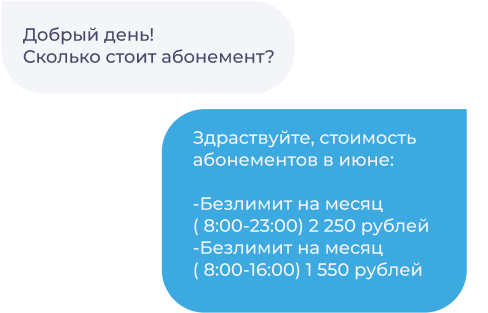 Добрый день!
Сколько стоит абонемент?
Здраствуйте, стоимость
абонементов в июне:
-Безлимит на месяц
( 8:00-23:00) 2 250 рублей
-Безлимит на месяц
( 8:00-16:00) 1 550 рублей